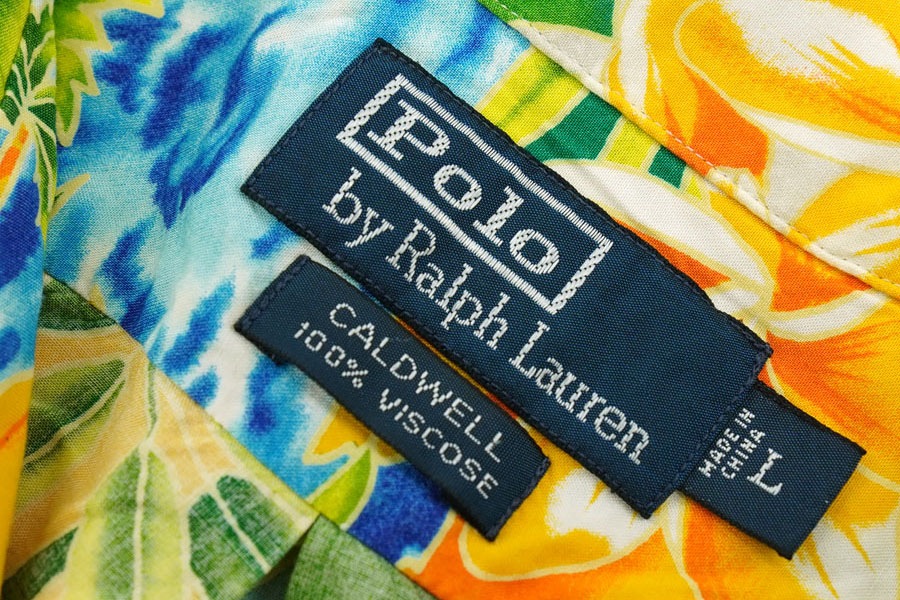 Polo
by Ralph Lauren
CALDWELL
100% VISCOSE
MADE IN
CHINA
L